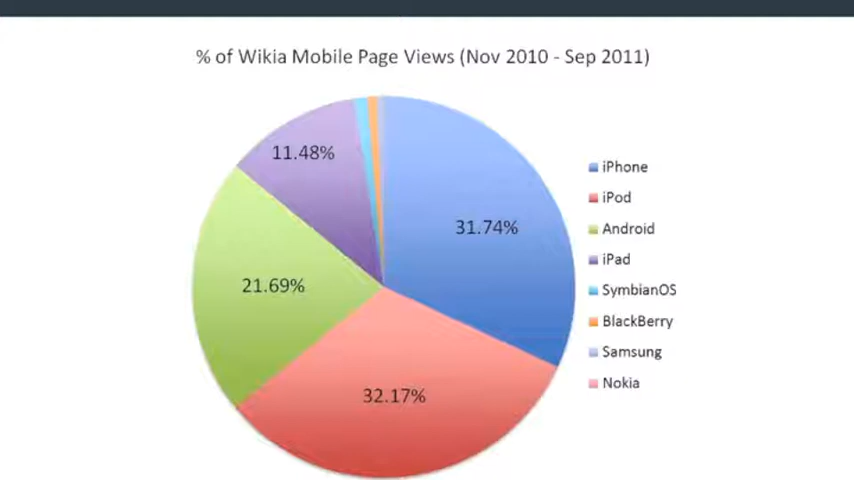 % of Wikia Mobile Page Views (Nov 2010 - Sep 2011)
11.48%
31.74%
21.69%
32.17%
iPhone
iPod
Android
iPad
SymbianOS
BlackBerry
Samsung
Nokia